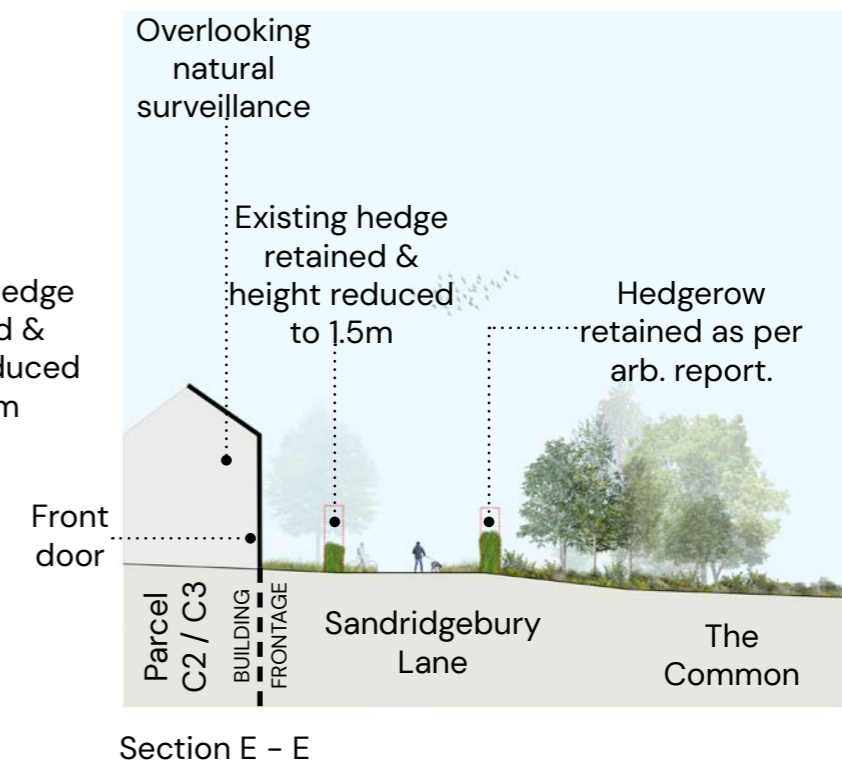 Overlooking
natural
surveillance
Existing hedge
retained &
height reduced
to 1.5m
Hedgerow
retained as per
arb. report.
Front
door
Parcel
C2 / C3
BUILDING
FRONTAGE
Sandridgebury
Lane
The
Common
Section E - E